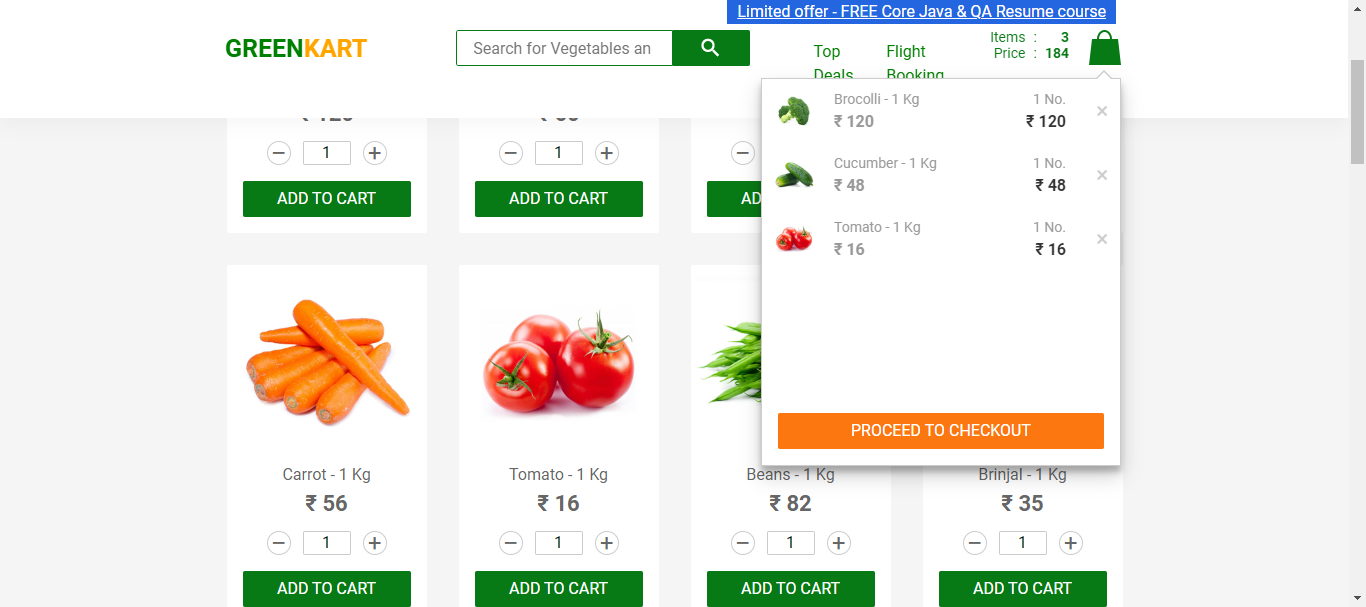 Limited offer - FREE Core Java & QA Resume course
GREENKART
Search for Vegetables an
Top
Deals
Flight
Booking
Items : 3
Price : 184
Brocolli - 1 Kg 1 No.
₹ 120 ₹ 120 ×
Cucumber - 1 Kg 1 No.
₹ 48 ₹ 48 ×
Tomato - 1 Kg 1 No.
₹ 16 ₹ 16 ×
PROCEED TO CHECKOUT
− 1 + − 1 + −
ADD TO CART ADD TO CART AD
Carrot - 1 Kg Tomato - 1 Kg Beans - 1 Kg Brinjal - 1 Kg
₹ 56 ₹ 16 ₹ 82 ₹ 35
− 1 + − 1 + − 1 + − 1 +
ADD TO CART ADD TO CART ADD TO CART ADD TO CART